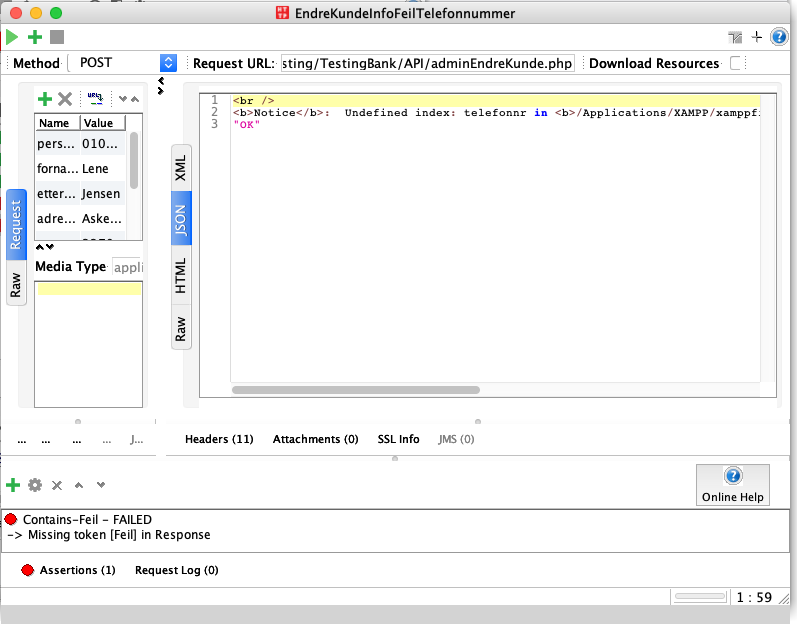 EndreKundeInfoFeilTelefonnummer
Method POST Request URL: sting/TestingBank/API/adminEndreKunde.php Download Resources
URL
Name Value
pers... 010...
forna... Lene
etter... Jensen
adre... Aske...
Media Type appli
Request
Raw
XML
JSON
HTML
Raw
1 <br />
2 <b>Notice</b>:  Undefined index: telefonnr in <b>/Applications/XAMPP/xamppfi
3 "OK"
... ... ... ... J...
Headers (11) Attachments (0) SSL Info JMS (0)
Online Help
Contains-Feil - FAILED
-> Missing token [Feil] in Response
Assertions (1) Request Log (0)
1 : 59